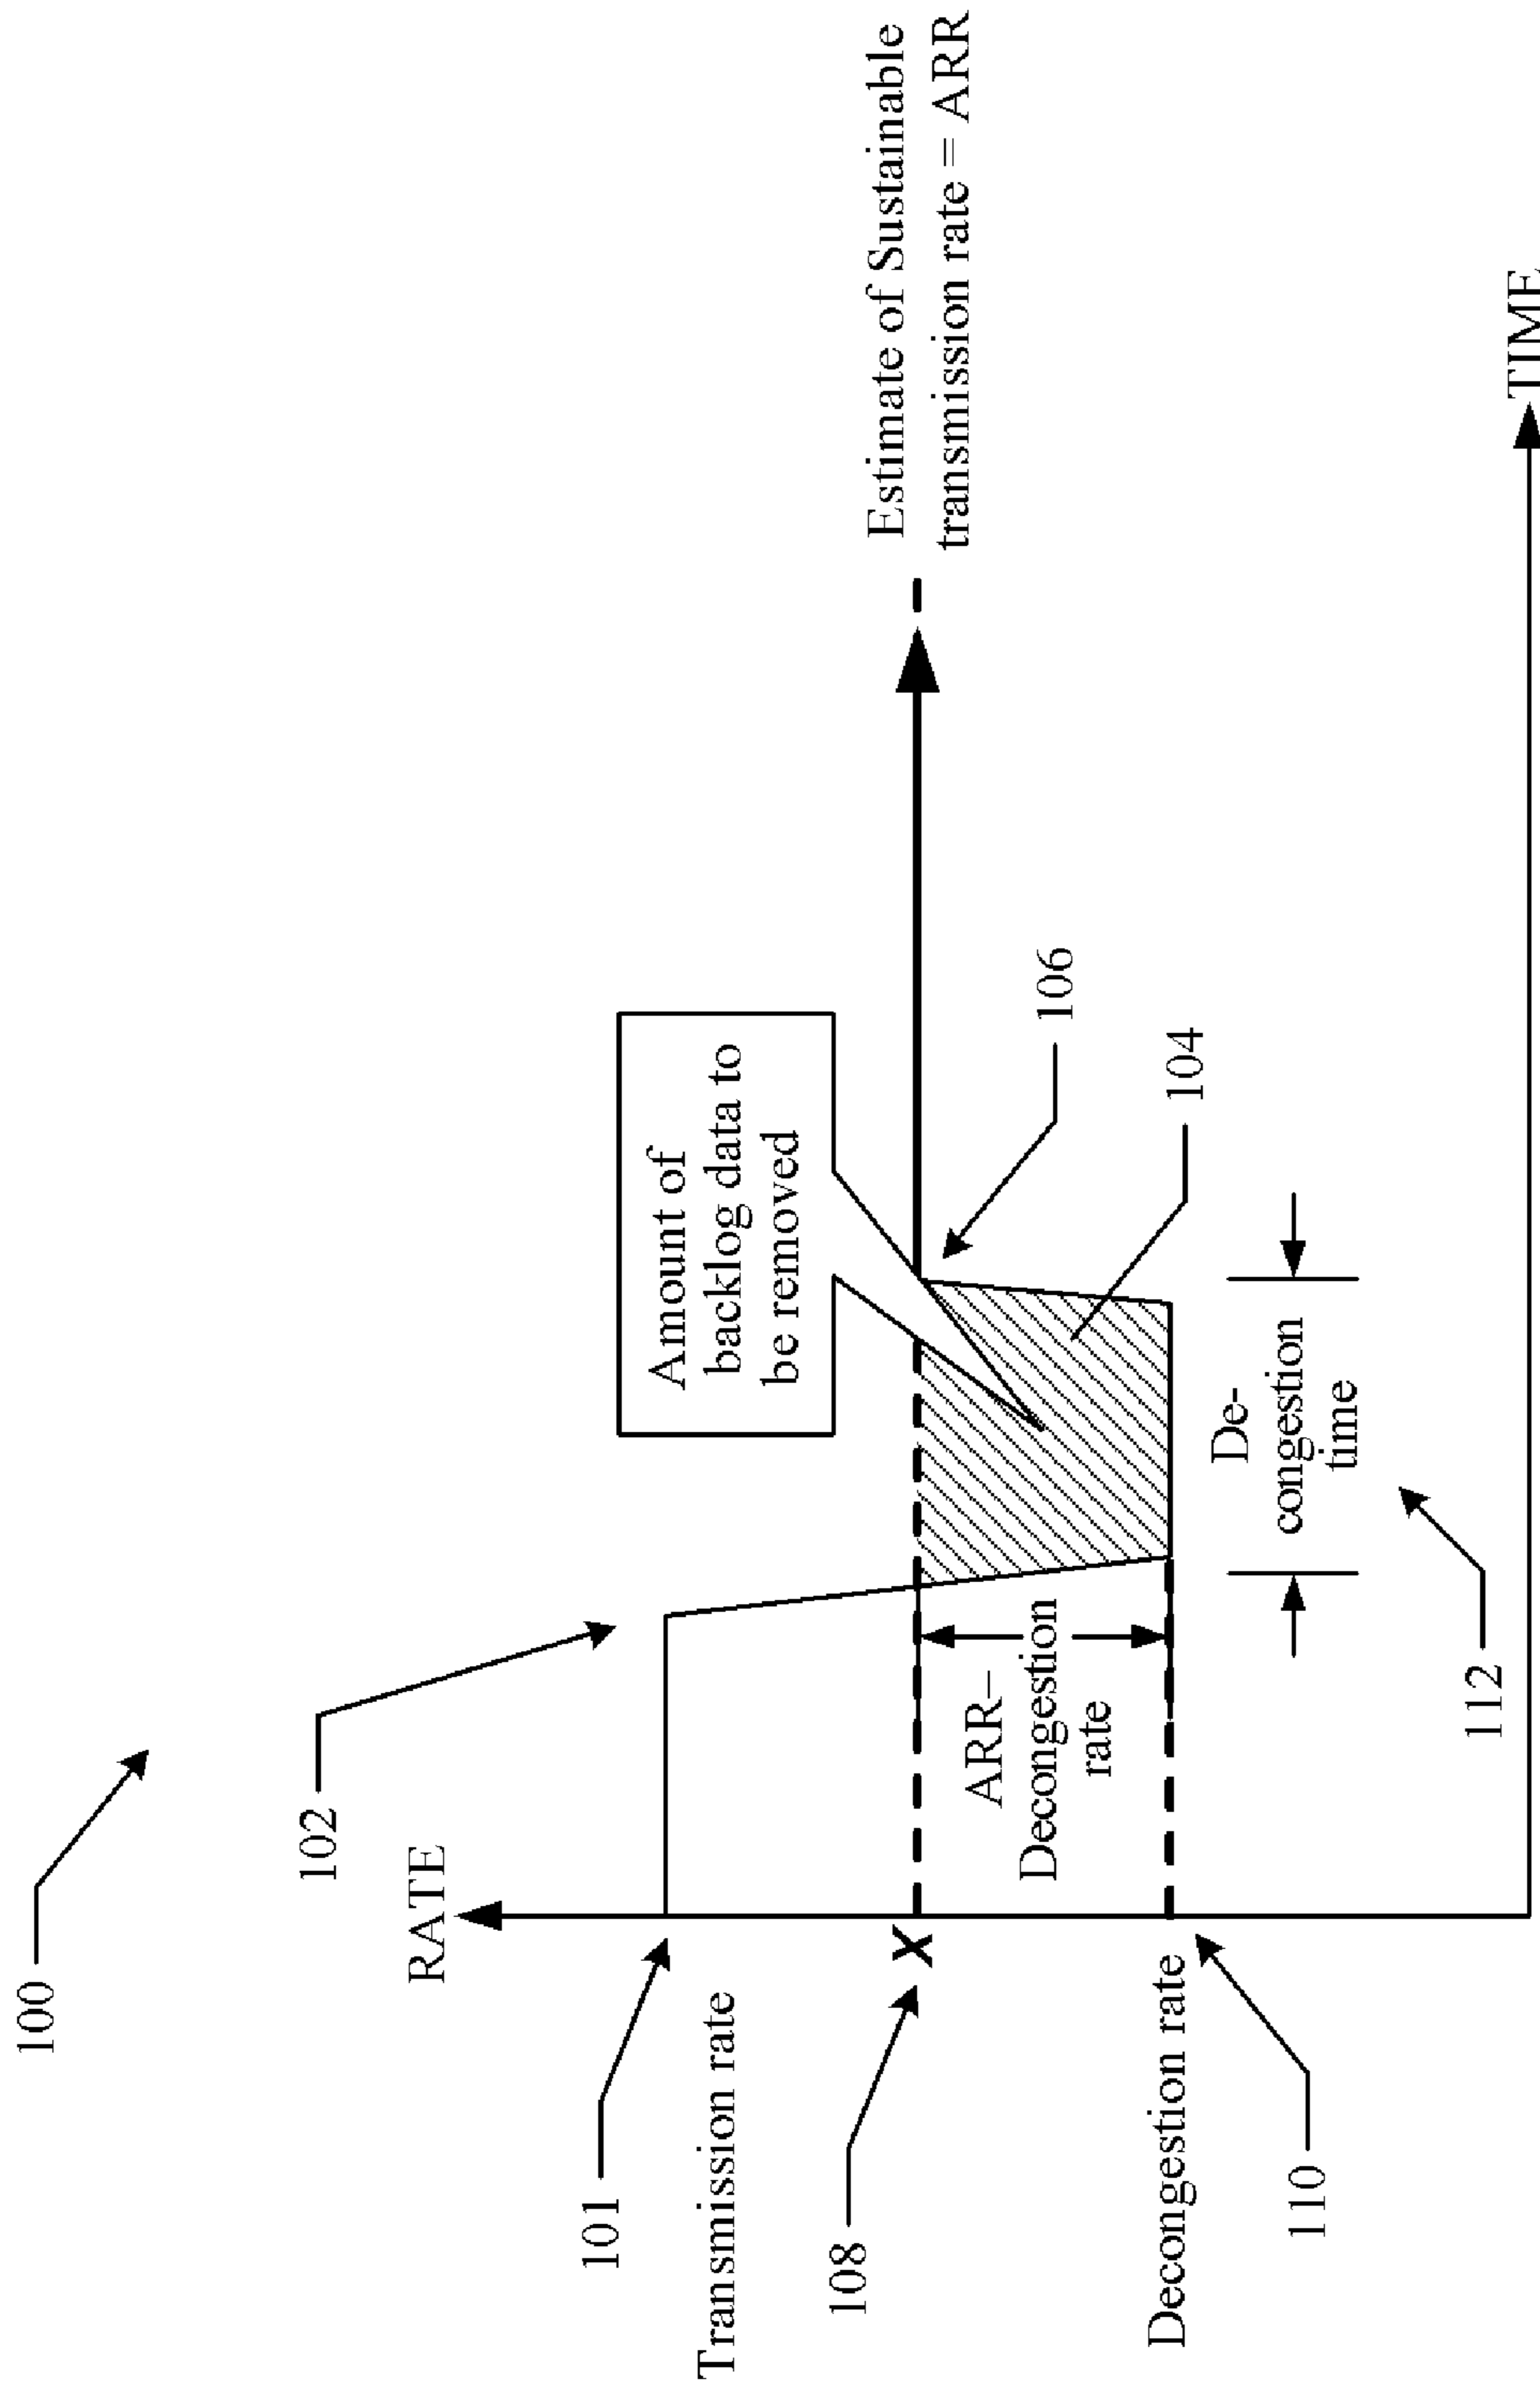 100
102
RATE
101
Transmission rate
108
X
Decongestion rate
110
Amount of
backlog data to
be removed
Estimate of Sustainable
transmission rate = ARR
106
104
ARR–
Decongestion
rate
De-
congestion
time
112
TIME